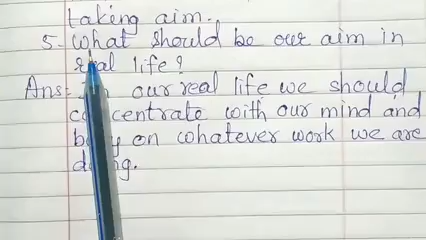 taking aim.
5- What should be our aim in
real life?
Ans:- In our real life we should
concentrate with our mind and
body on whatever work we are
doing.